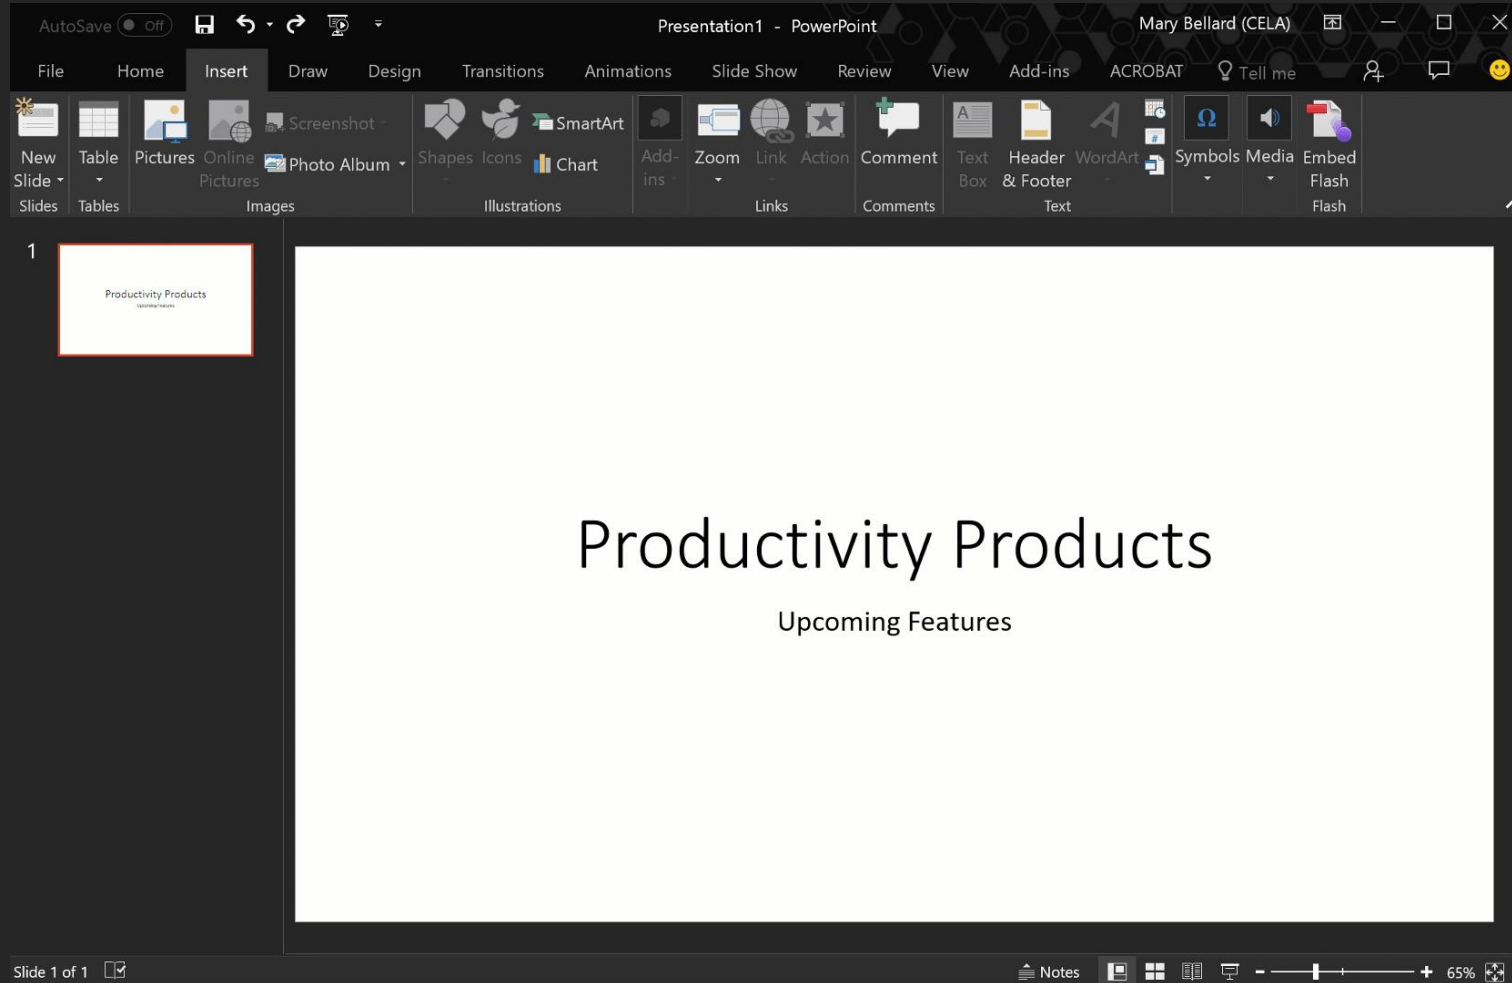 AutoSave Off
Presentation1 - PowerPoint
Mary Bellard (CELA)
File Home Insert Draw Design Transitions Animations Slide Show Review View Add-ins ACROBAT Tell me
New Slide
Table
Pictures
Online Pictures
Screenshot
Photo Album
Shapes
Icons
SmartArt
Chart
Add-ins
Zoom
Link
Action
Comment
Text Box
Header & Footer
WordArt
Symbols
Media
Embed Flash
Slides Tables Images Illustrations Links Comments Text Flash
1
Productivity Products
Upcoming Features
Productivity Products
Upcoming Features
Slide 1 of 1
Notes
65%